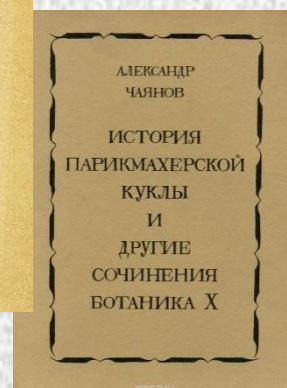 АЛЕКСАНДР
ЧАЯНОВ
ИСТОРИЯ
ПАРИКМАХЕРСКОЙ
КУКЛЫ
И
ДРУГИЕ
СОЧИНЕНИЯ
БОТАНИКА X